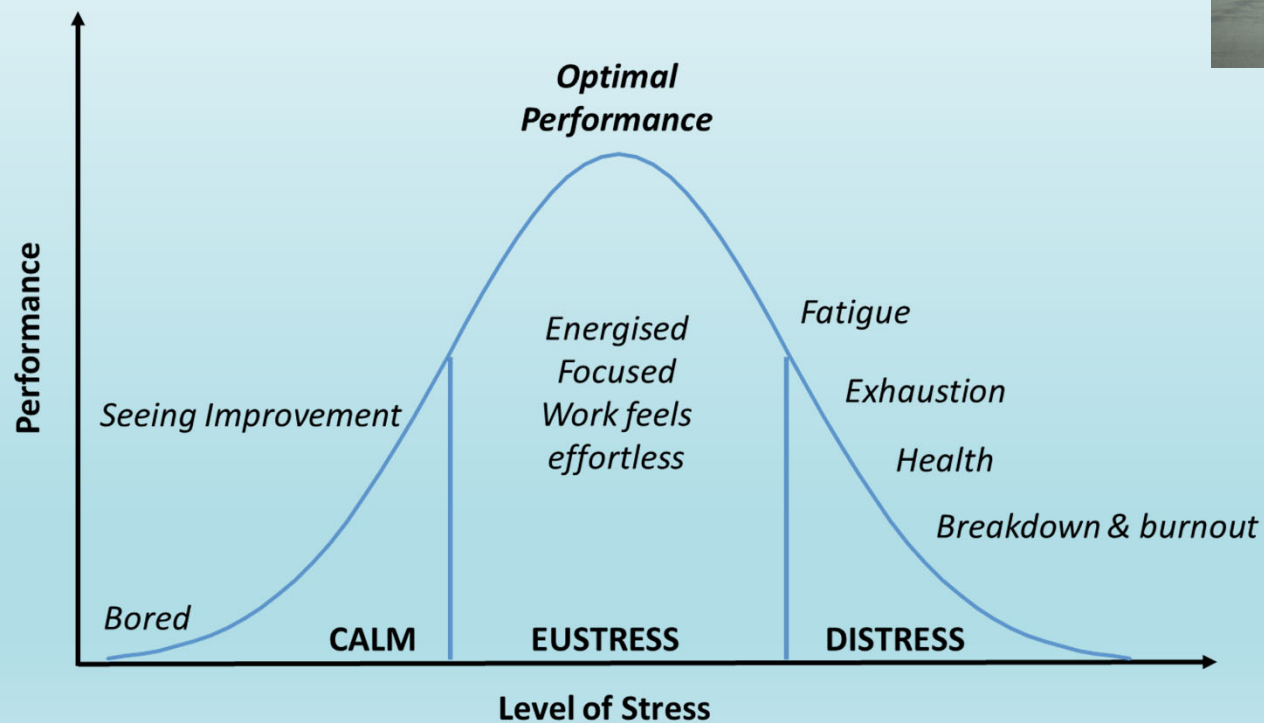 Optimal
Performance
Performance
Energised
Focused
Work feels
effortless
Seeing Improvement
Bored
Fatigue
Exhaustion
Health
Breakdown & burnout
CALM
EUSTRESS
DISTRESS
Level of Stress